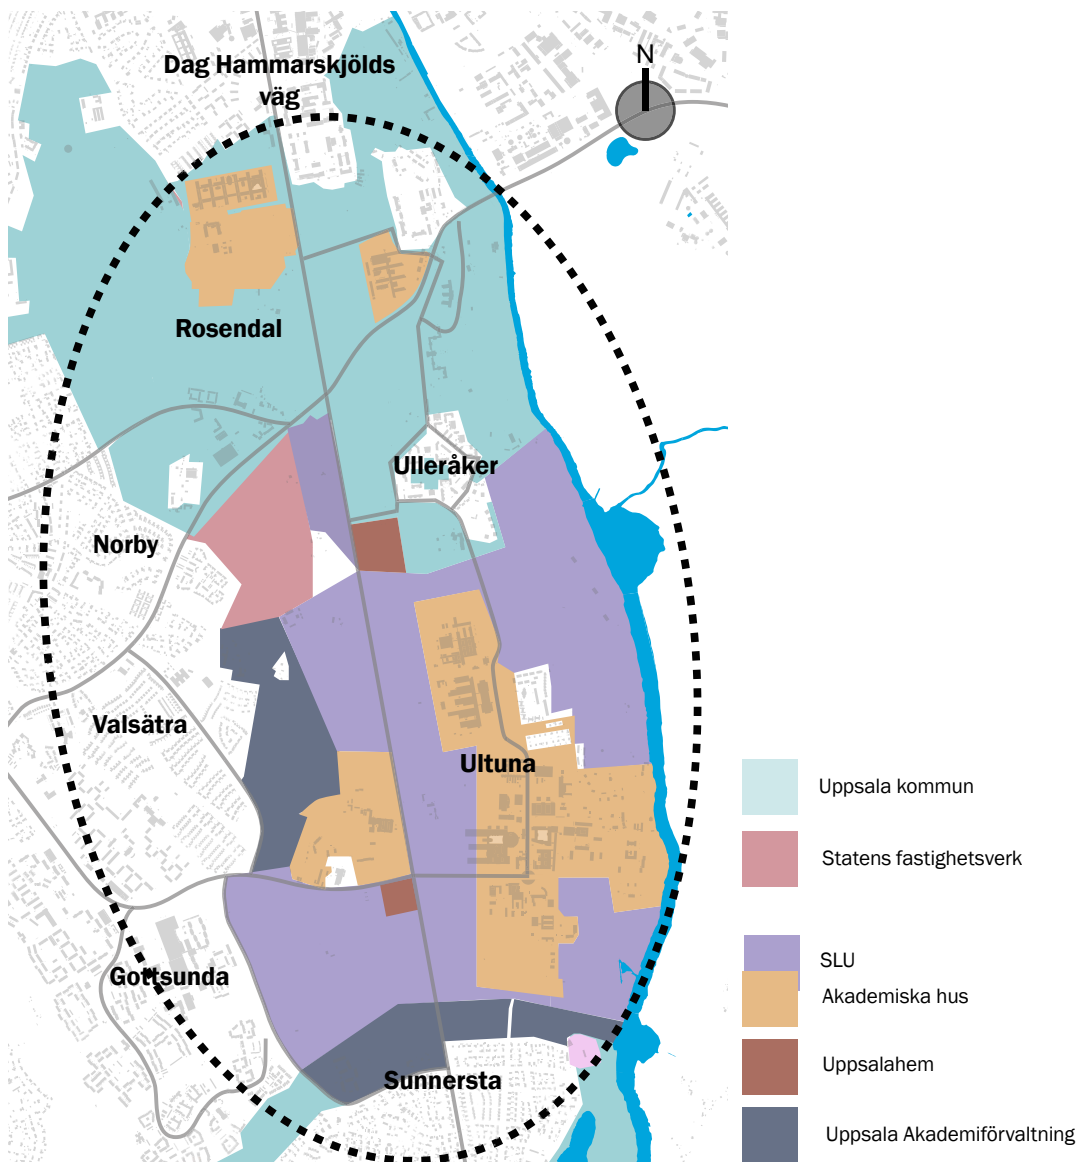 Dag Hammarskjölds
väg
N
Rosendal
Ulleråker
Norby
Valsätra
Ultuna
Gottsunda
Sunnersta
Uppsala kommun
Statens fastighetsverk
SLU
Akademiska hus
Uppsalahem
Uppsala Akademiförvaltning